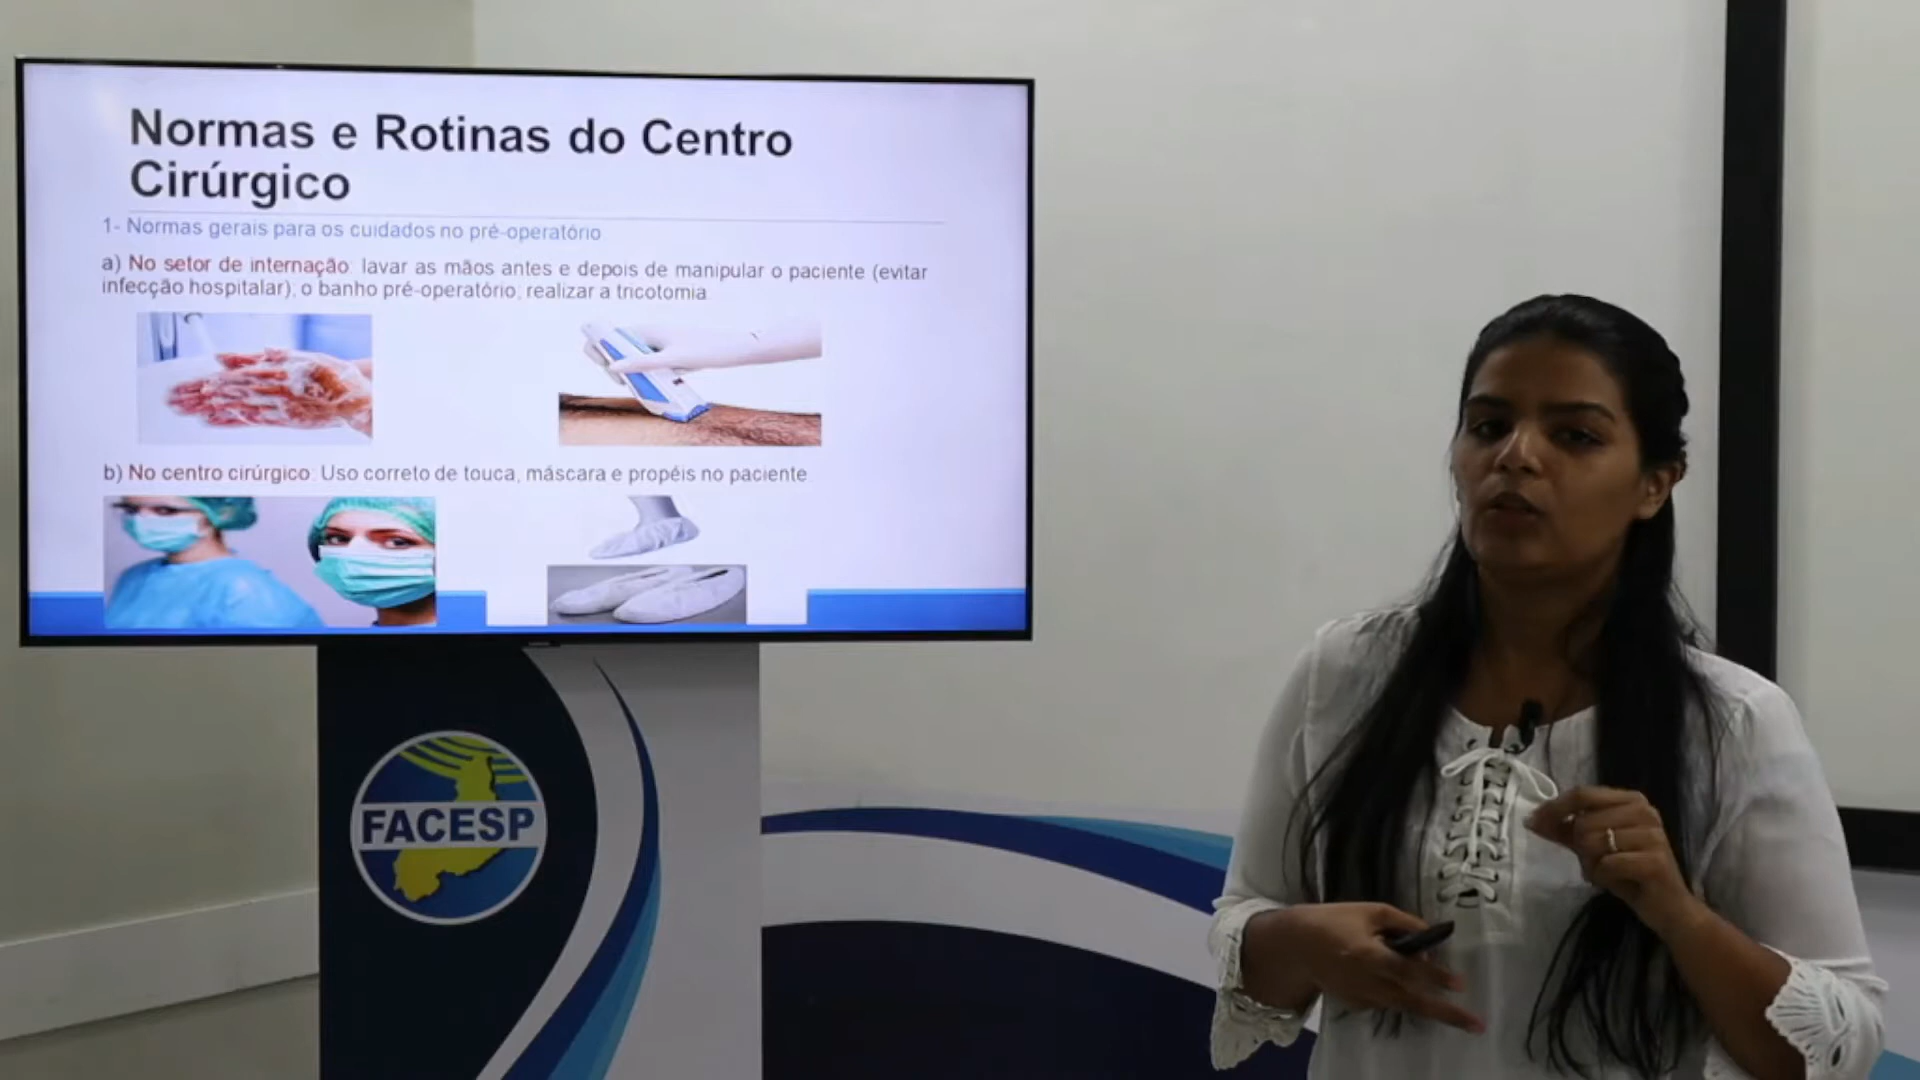 Normas e Rotinas do Centro
Cirúrgico
1- Normas gerais para os cuidados no pré-operatório
a) No setor de internação: lavar as mãos antes e depois de manipular o paciente (evitar
infecção hospitalar), o banho pré-operatório, realizar a tricotomia.
b) No centro cirúrgico: Uso correto de touca, máscara e propéis no paciente.
FACESP